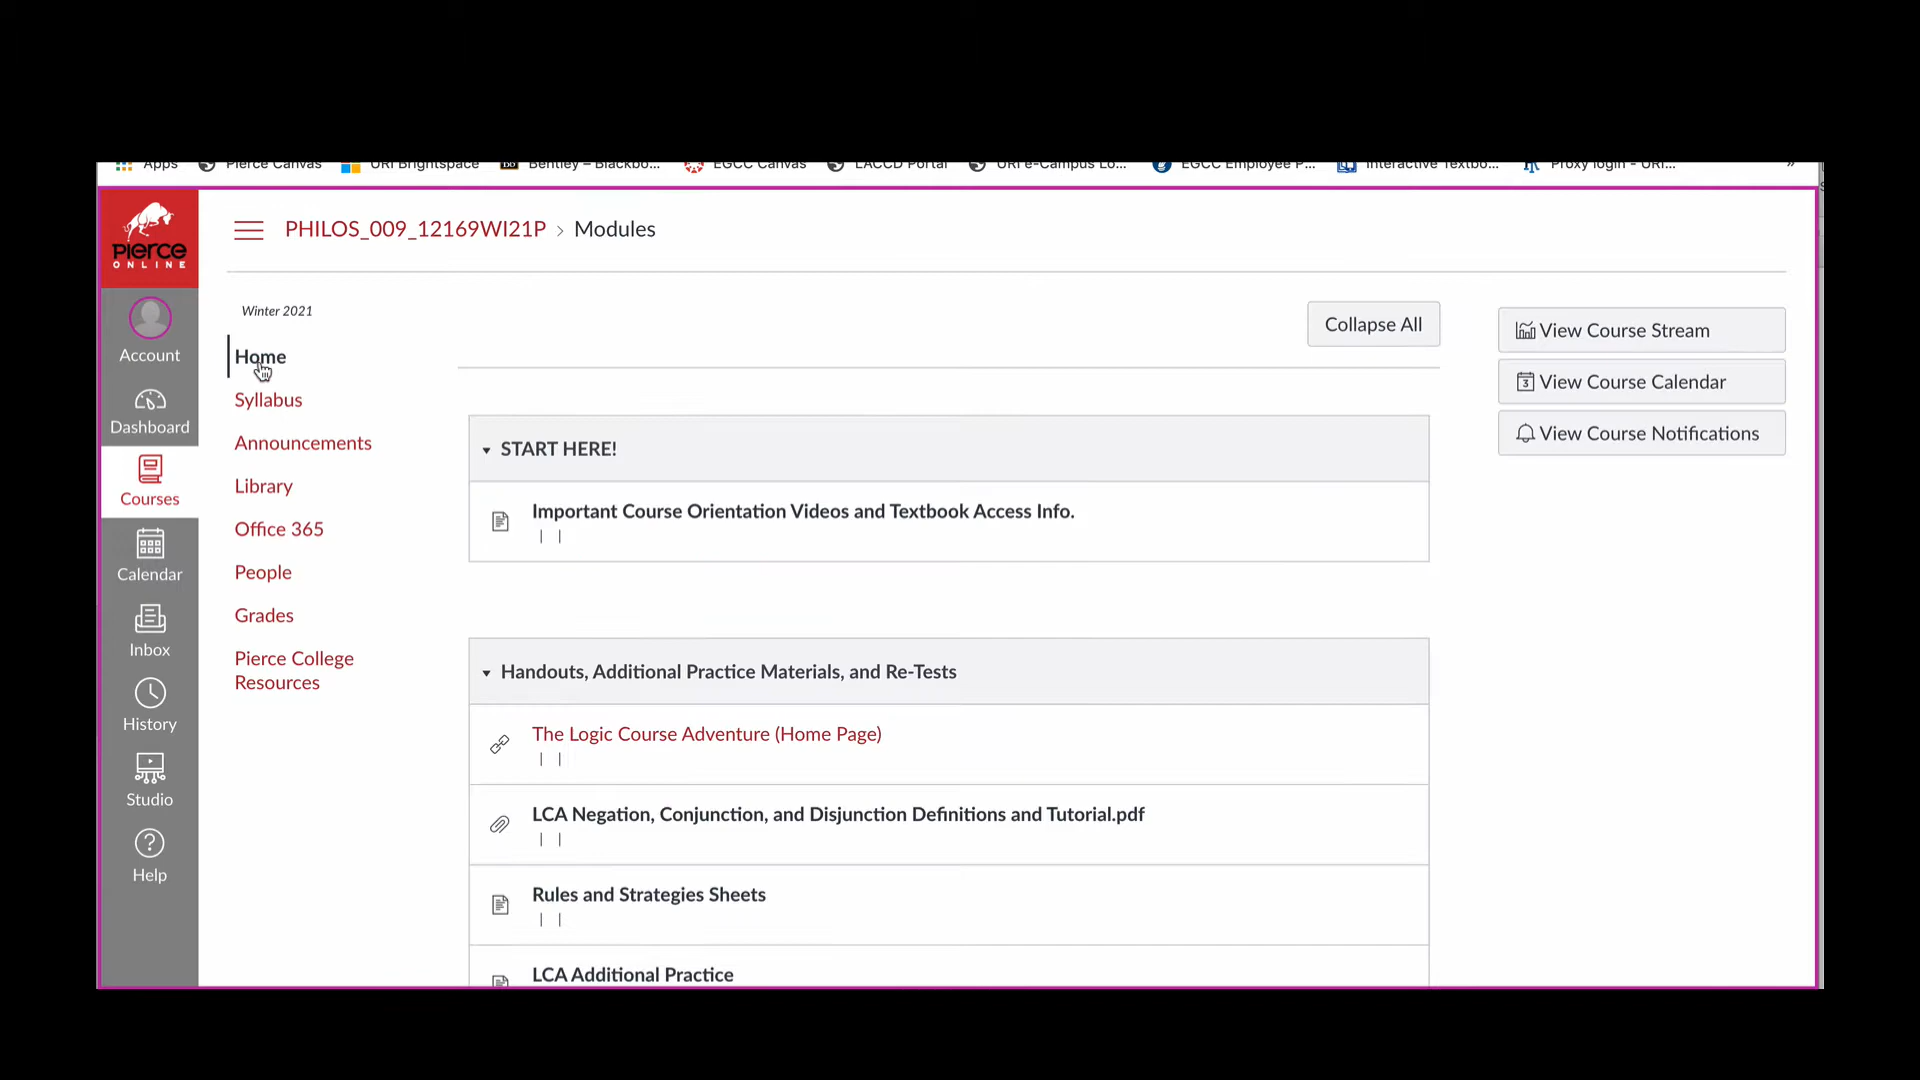 Apps Pierce Canvas URI Brightspace Bentley – Blackbo... EGCC Canvas LACCD Portal URI e-Campus Lo... EGCC Employee P... Interactive Textbo... Proxy login – URI... »
PIERCE
ONLINE
PHILOS_009_12169WI21P › Modules
Account
Dashboard
Courses
Calendar
Inbox
History
Studio
Help
Winter 2021
Home
Syllabus
Announcements
Library
Office 365
People
Grades
Pierce College
Resources
Collapse All
START HERE!
Important Course Orientation Videos and Textbook Access Info.
| |
Handouts, Additional Practice Materials, and Re-Tests
The Logic Course Adventure (Home Page)
| |
LCA Negation, Conjunction, and Disjunction Definitions and Tutorial.pdf
| |
Rules and Strategies Sheets
| |
LCA Additional Practice
View Course Stream
3 View Course Calendar
View Course Notifications